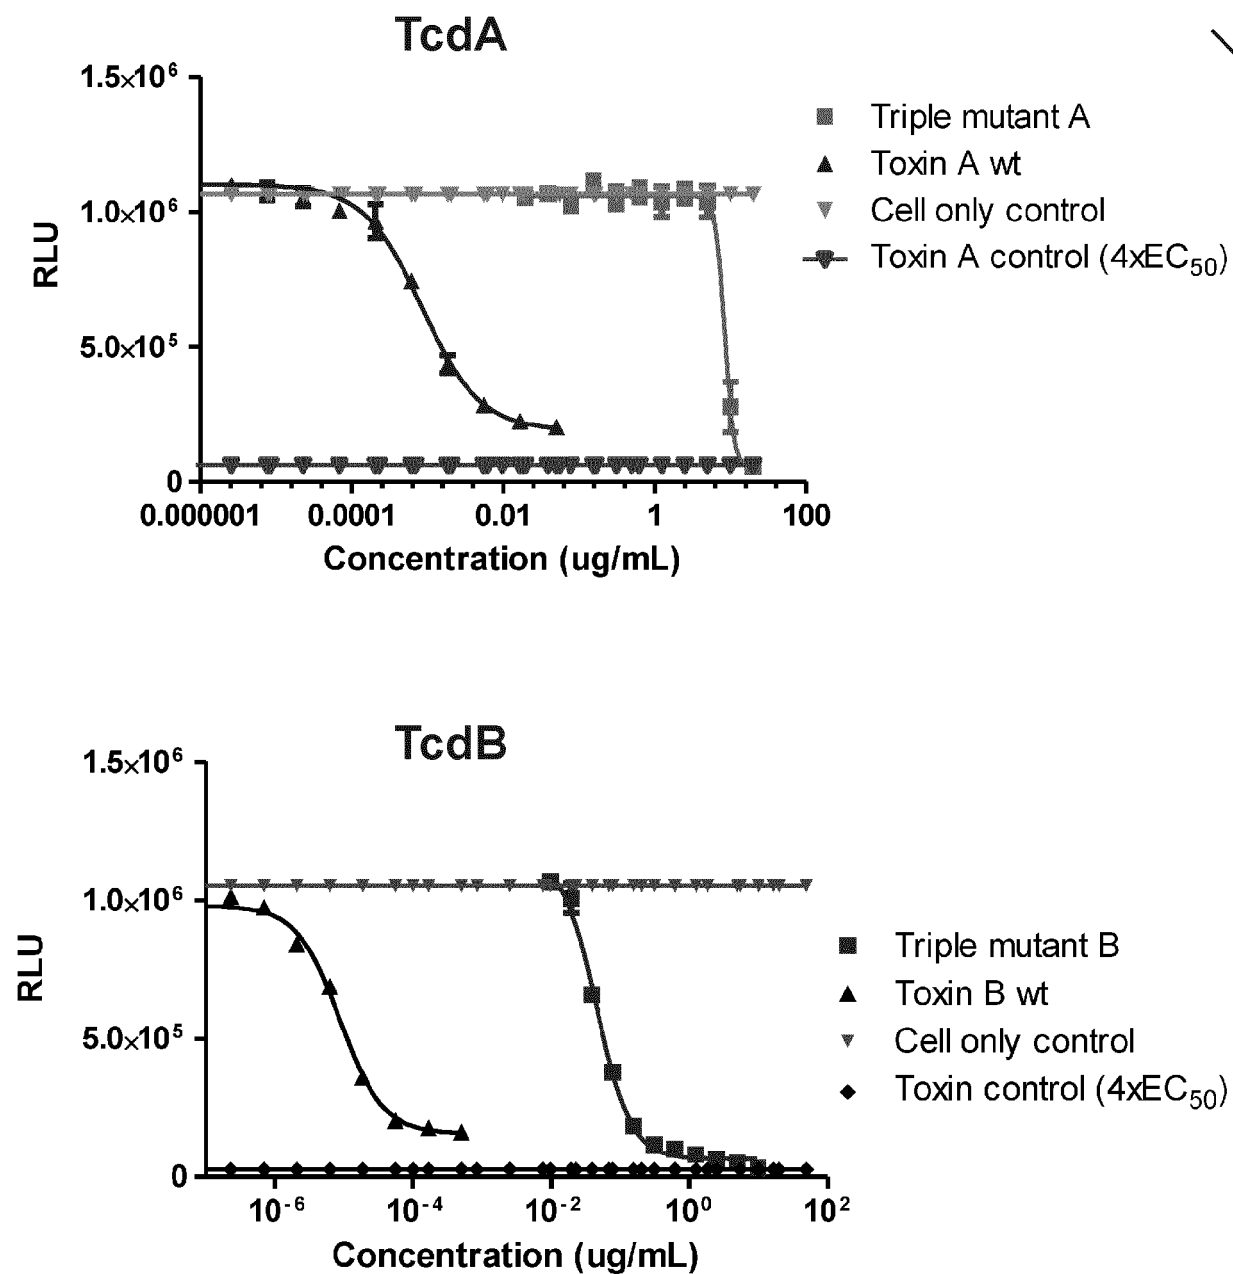 TcdA
1.5×10⁶
1.0×10⁶
5.0×10⁵
0
RLU
0.000001 0.0001 0.01 1 100
Concentration (ug/mL)
Triple mutant A
Toxin A wt
Cell only control
Toxin A control (4xEC₅₀)
TcdB
1.5×10⁶
1.0×10⁶
5.0×10⁵
0
RLU
10⁻⁶ 10⁻⁴ 10⁻² 10⁰ 10²
Concentration (ug/mL)
Triple mutant B
Toxin B wt
Cell only control
Toxin control (4xEC₅₀)